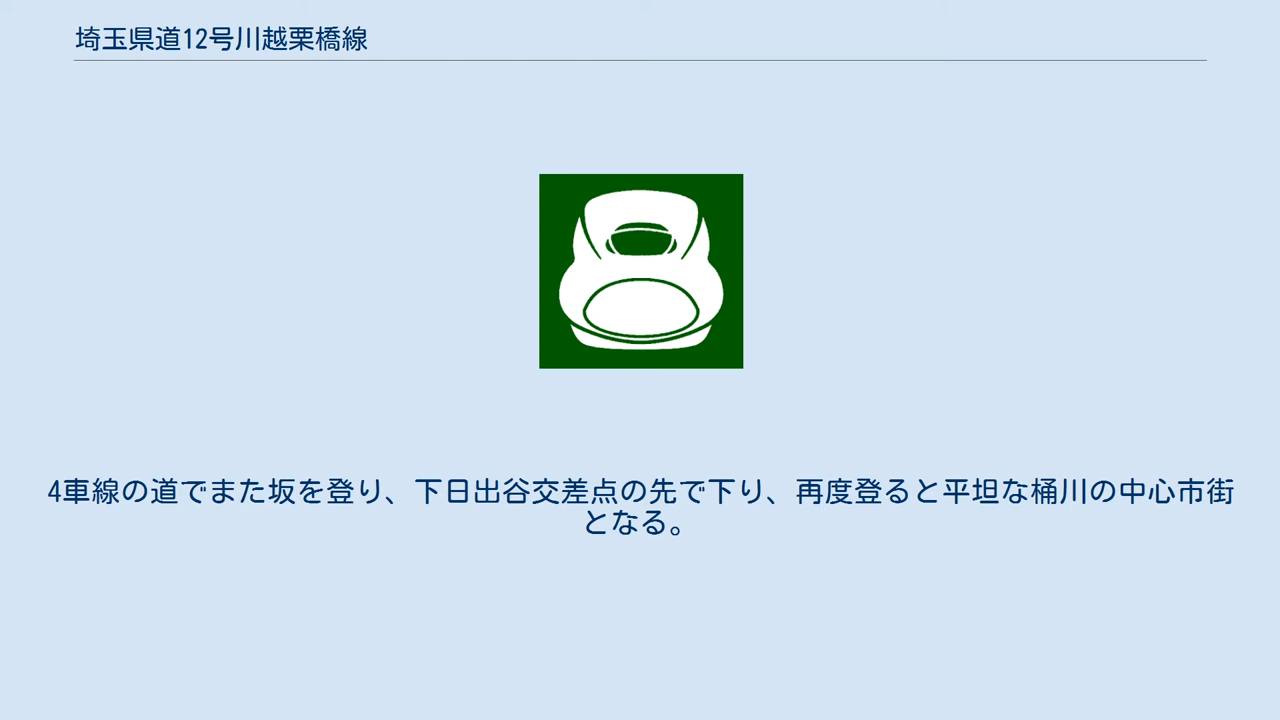 埼玉県道12号川越栗橋線
4車線の道でまた坂を登り、下日出谷交差点の先で下り、再度登ると平坦な桶川の中心市街
となる。